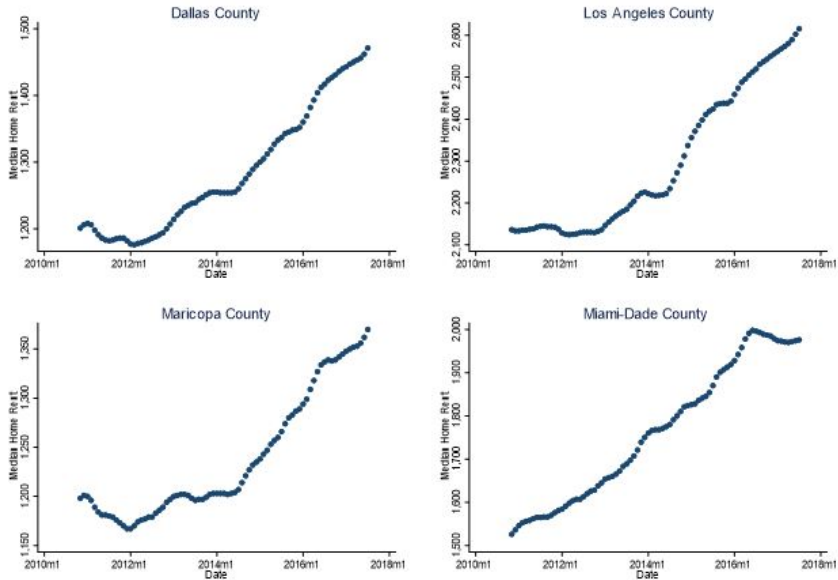 Dallas County
Median Home Rent
1,500
1,400
1,300
1,200
2010m1 2012m1 2014m1 2016m1 2018m1
Date
Los Angeles County
Median Home Rent
2,600
2,500
2,400
2,300
2,200
2,100
2010m1 2012m1 2014m1 2016m1 2018m1
Date
Maricopa County
Median Home Rent
1,350
1,300
1,250
1,200
1,150
2010m1 2012m1 2014m1 2016m1 2018m1
Date
Miami-Dade County
Median Home Rent
2,000
1,900
1,800
1,700
1,600
1,500
2010m1 2012m1 2014m1 2016m1 2018m1
Date